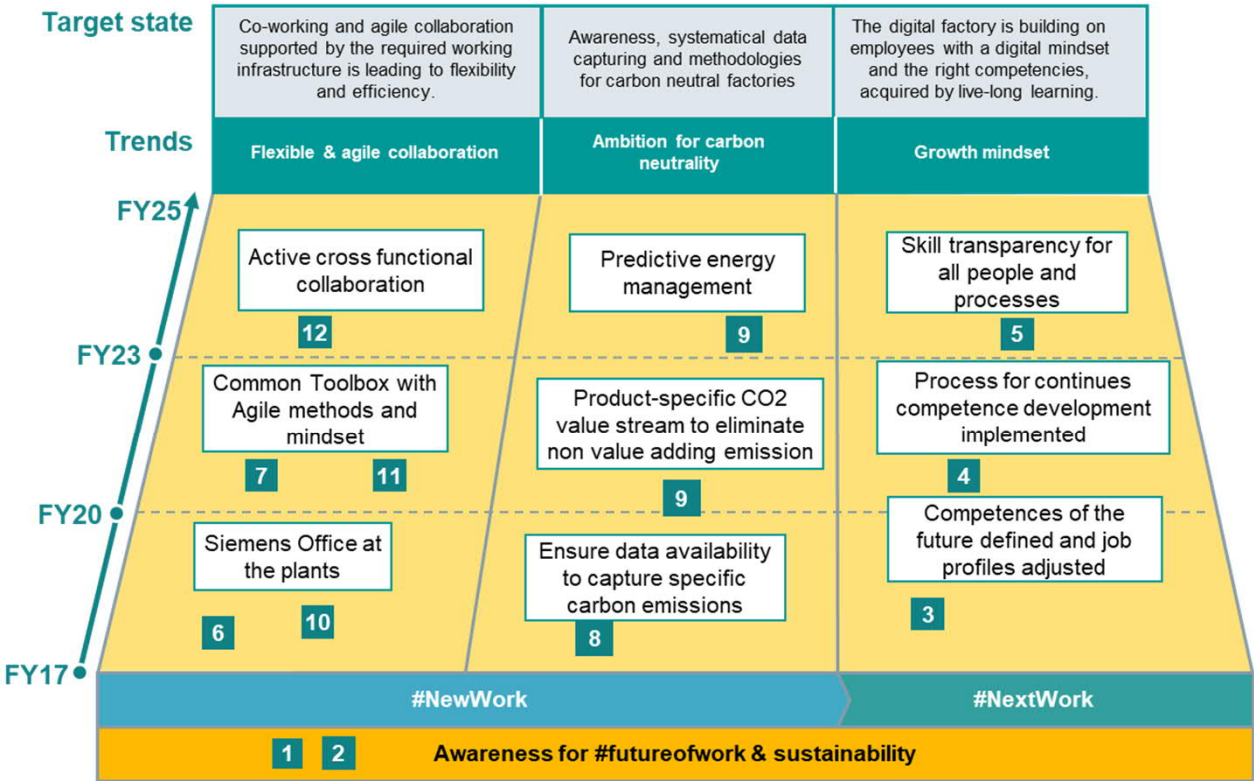 Target state
Co-working and agile collaboration
supported by the required working
infrastructure is leading to flexibility
and efficiency.
Awareness, systematical data
capturing and methodologies
for carbon neutral factories
The digital factory is building on
employees with a digital mindset
and the right competencies,
acquired by live-long learning.
Trends
Flexible & agile collaboration
Ambition for carbon
neutrality
Growth mindset
FY25
Active cross functional
collaboration
12
Predictive energy
management
9
Skill transparency for
all people and
processes
5
FY23
Common Toolbox with
Agile methods and
mindset
7
11
Product-specific CO2
value stream to eliminate
non value adding emission
9
Process for continues
competence development
implemented
4
FY20
Siemens Office at
the plants
6
10
Ensure data availability
to capture specific
carbon emissions
8
Competences of the
future defined and job
profiles adjusted
3
FY17
#NewWork
#NextWork
1
2
Awareness for #futureofwork & sustainability